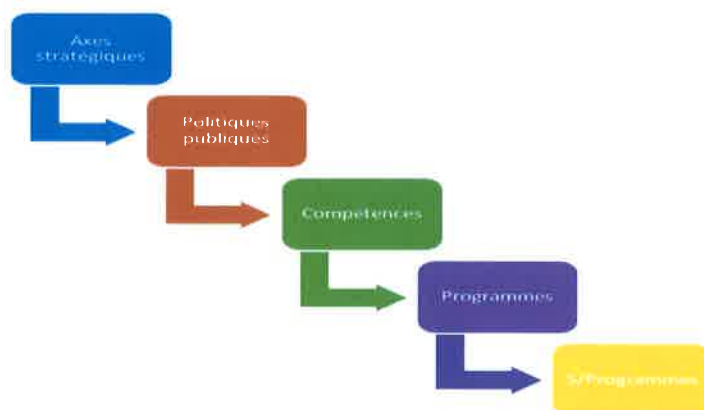 Axes
stratégiques
Politiques
publiques
Compétences
Programmes
S/Programmes